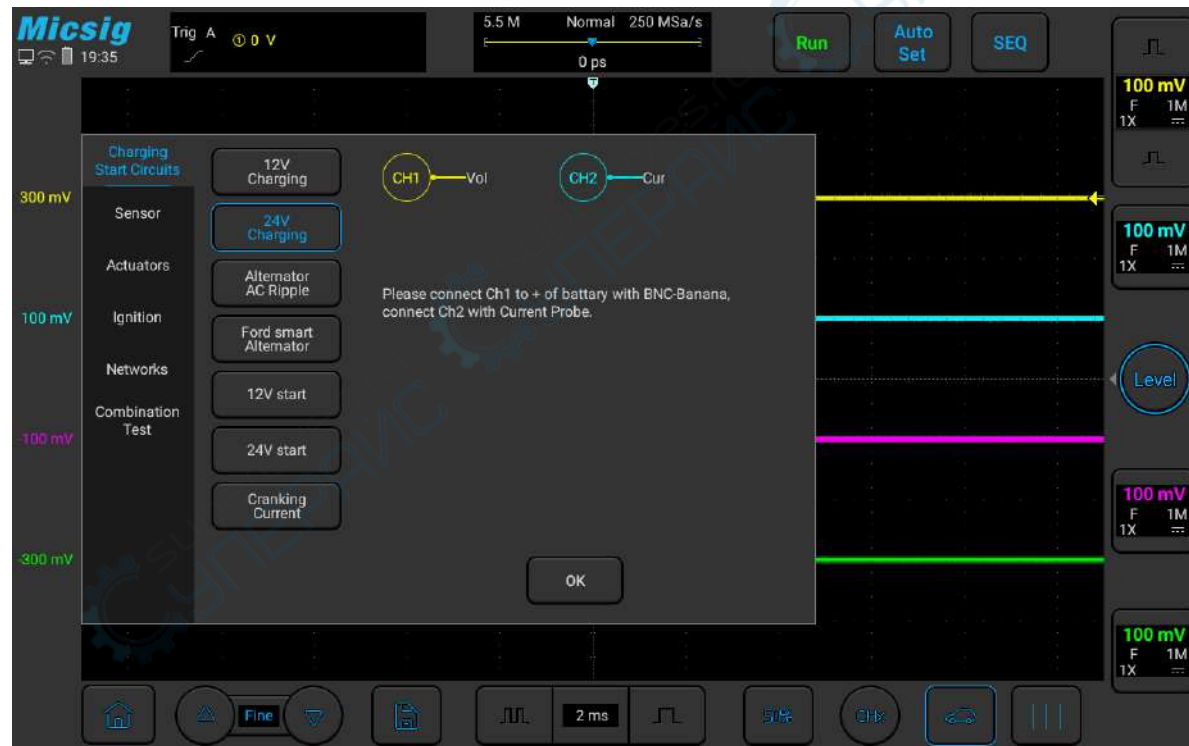 Micsig
19:35
Trig A ① 0 V
5.5 M Normal 250 MSa/s
0 ps
T
Run
Auto
Set
SEQ
100 mV
F 1M
1X
Charging
Start Circuits
Sensor
Actuators
Ignition
Networks
Combination
Test
12V
Charging
24V
Charging
Alternator
AC Ripple
Ford smart
Alternator
12V start
24V start
Cranking
Current
CH1 Vol
CH2 Cur
Please connect Ch1 to + of battary with BNC-Banana,
connect Ch2 with Current Probe.
OK
300 mV
100 mV
-100 mV
-300 mV
100 mV
F 1M
1X
Level
100 mV
F 1M
1X
100 mV
F 1M
1X
Fine
2 ms
50%
CHx
СУПЕРАЙС